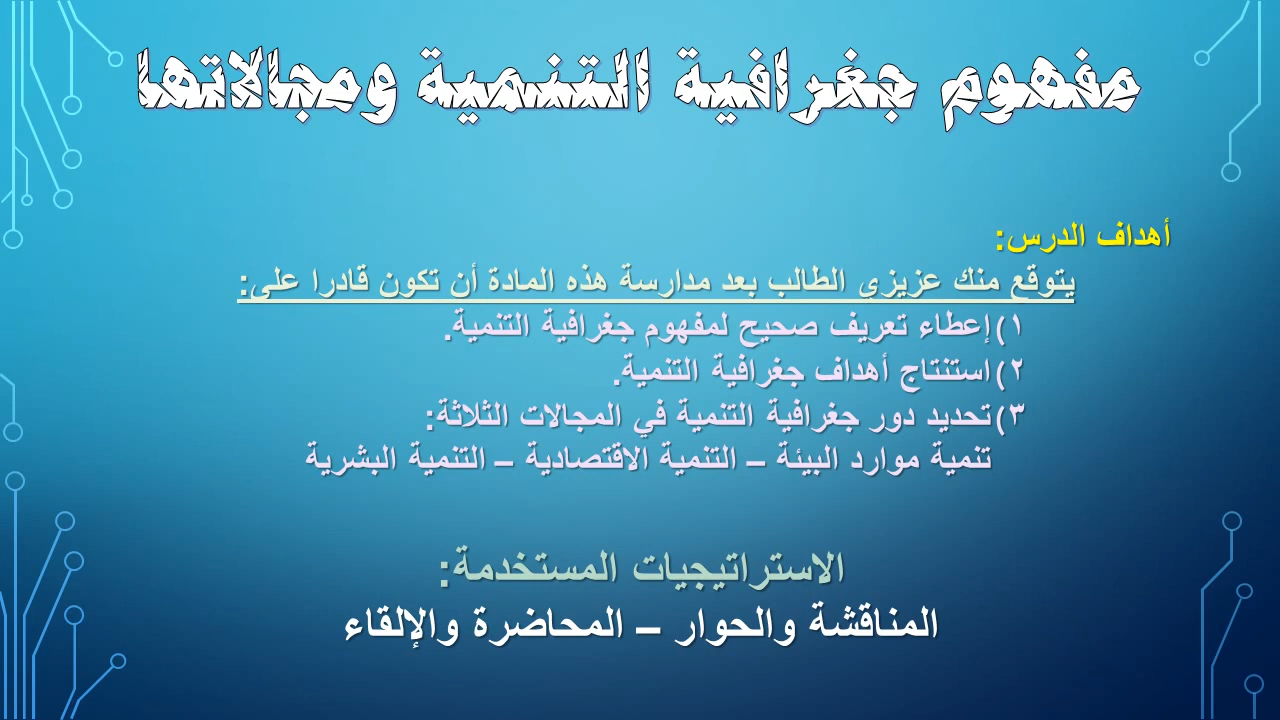 مفهوم جغرافية التنمية ومجالاتها
أهداف الدرس:
يتوقع منك عزيزي الطالب بعد مدارسة هذه المادة أن تكون قادرا على:
١) إعطاء تعريف صحيح لمفهوم جغرافية التنمية.
٢) استنتاج أهداف جغرافية التنمية.
٣) تحديد دور جغرافية التنمية في المجالات الثلاثة:
تنمية موارد البيئة – التنمية الاقتصادية – التنمية البشرية
الاستراتيجيات المستخدمة:
المناقشة والحوار – المحاضرة والإلقاء